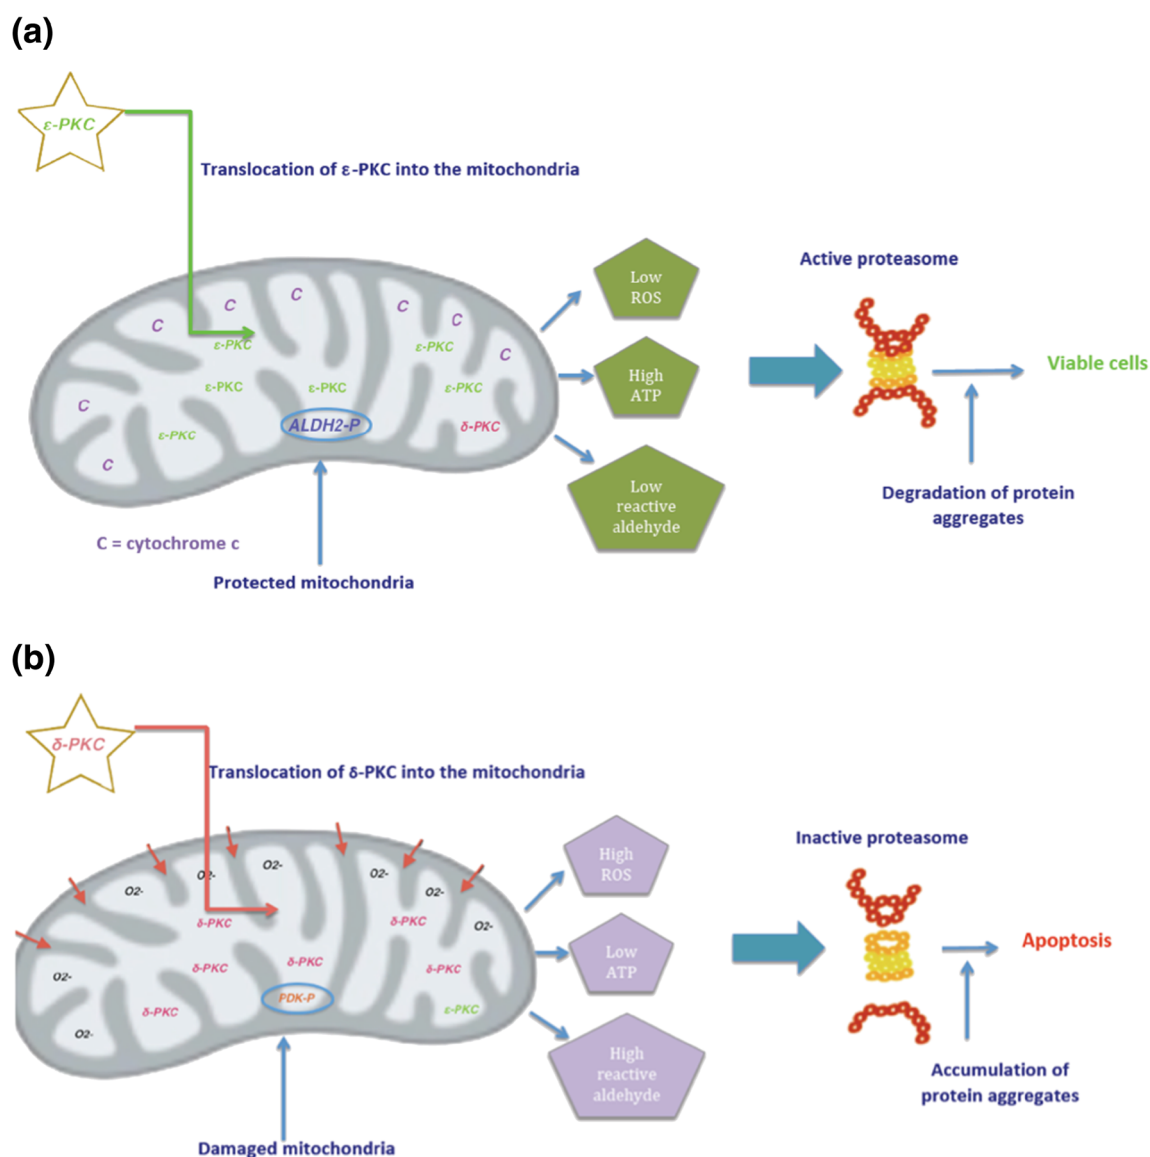 (a)
ε-PKC
Translocation of ε-PKC into the mitochondria
Active proteasome
Low
ROS
C
C
C
C
C
C
ε-PKC
ε-PKC
Viable cells
High
ATP
ε-PKC
ε-PKC
ε-PKC
C
ALDH2-P
δ-PKC
ε-PKC
C
Low
reactive
aldehyde
Degradation of protein
aggregates
C = cytochrome c
Protected mitochondria
(b)
δ-PKC
Translocation of δ-PKC into the mitochondria
Inactive proteasome
High
ROS
O2-
O2-
O2-
O2-
O2-
O2-
δ-PKC
δ-PKC
Apoptosis
Low
ATP
δ-PKC
δ-PKC
δ-PKC
O2-
PDK-P
δ-PKC
ε-PKC
O2-
High
reactive
aldehyde
Accumulation of
protein aggregates
Damaged mitochondria